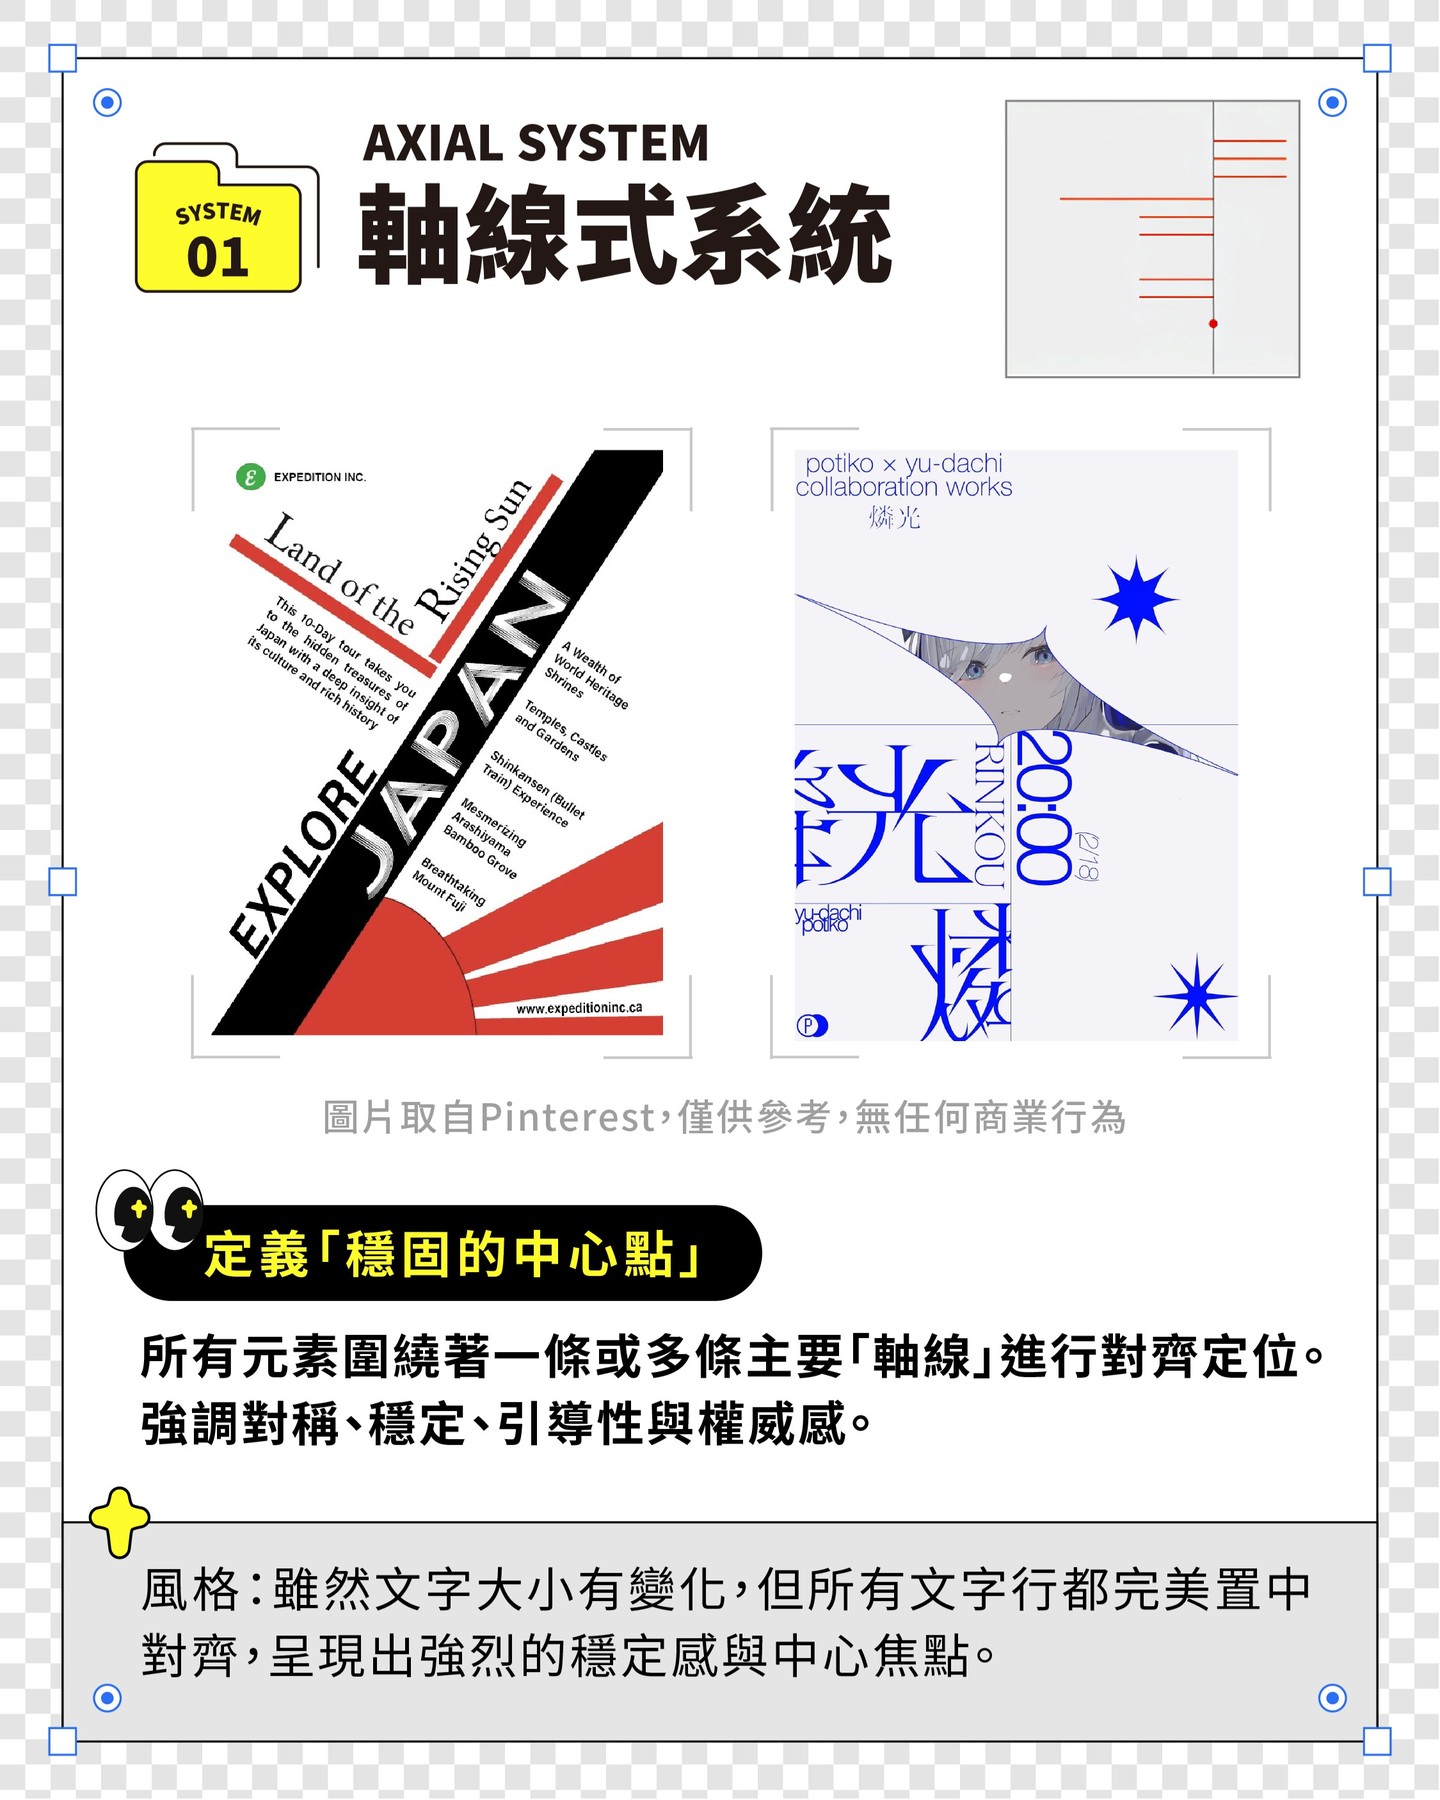 AXIAL SYSTEM
SYSTEM
01
軸線式系統
EXPEDITION INC.
Land of the
Rising Sun
This 10-Day tour takes you
to the hidden treasures of
Japan with a deep insight of
its culture and rich history
EXPLORE
JAPAN
A Wealth of
World Heritage
Shrines
Temples, Castles
and Gardens
Shinkansen (Bullet
Train) Experience
Mesmerizing
Arashiyama
Bamboo Grove
Breathtaking
Mount Fuji
www.expeditioninc.ca
potiko × yu-dachi
collaboration works
燐光
光
RINKOU
20:00
(2/18)
yu-dachi
potiko
燐
P
圖片取自Pinterest，僅供參考，無任何商業行為
定義「穩固的中心點」
所有元素圍繞著一條或多條主要「軸線」進行對齊定位。
強調對稱、穩定、引導性與權威感。
風格：雖然文字大小有變化，但所有文字行都完美置中
對齊，呈現出強烈的穩定感與中心焦點。